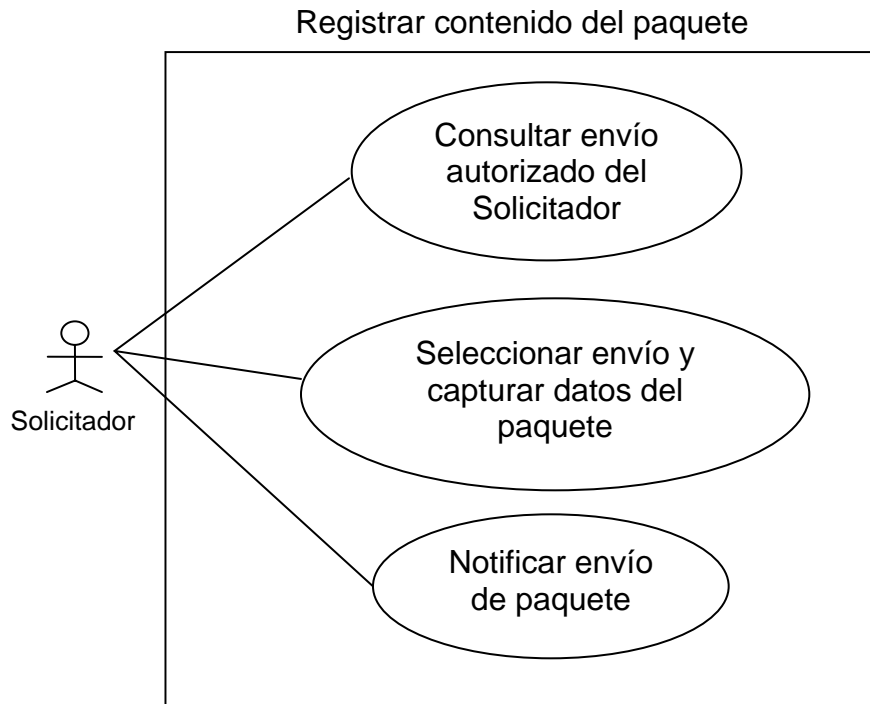 Registrar contenido del paquete
Consultar envío
autorizado del
Solicitador
Seleccionar envío y
capturar datos del
paquete
Solicitador
Notificar envío
de paquete